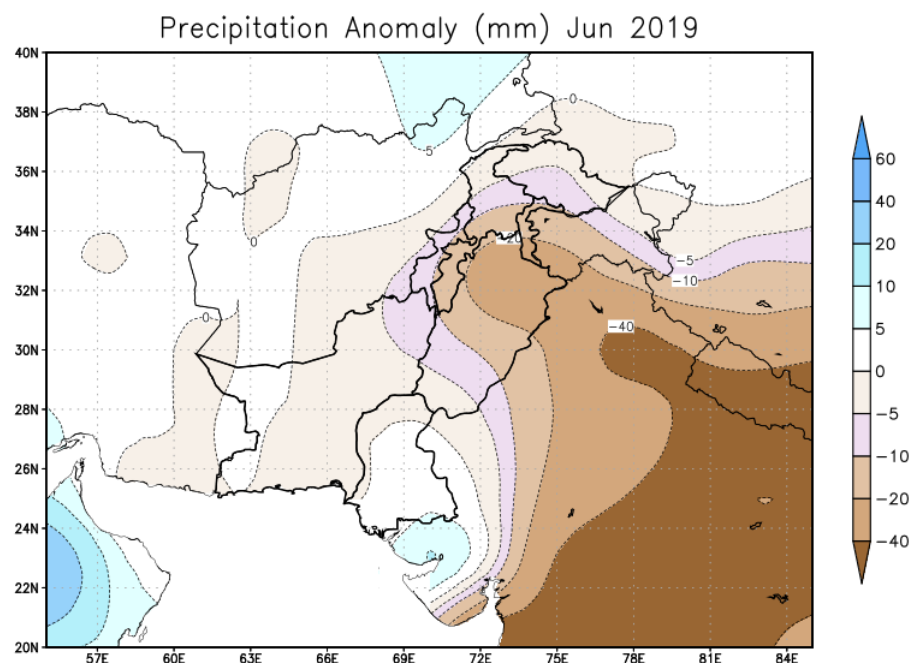 Precipitation Anomaly (mm) Jun 2019
40N
38N
36N
34N
32N
30N
28N
26N
24N
22N
20N
57E
60E
63E
66E
69E
72E
75E
78E
81E
84E
0
5
0
0
-20
-5
-10
-40
60
40
20
10
5
0
-5
-10
-20
-40